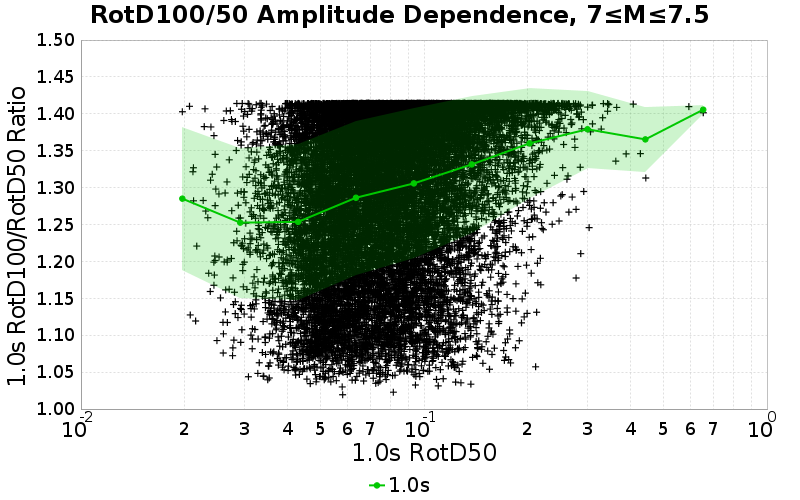 RotD100/50 Amplitude Dependence, 7≤M≤7.5
1.0s RotD100/RotD50 Ratio
1.50
1.45
1.40
1.35
1.30
1.25
1.20
1.15
1.10
1.05
1.00
10^-2 2 3 4 5 6 7 10^-1 2 3 4 5 6 7 10^0
1.0s RotD50
1.0s